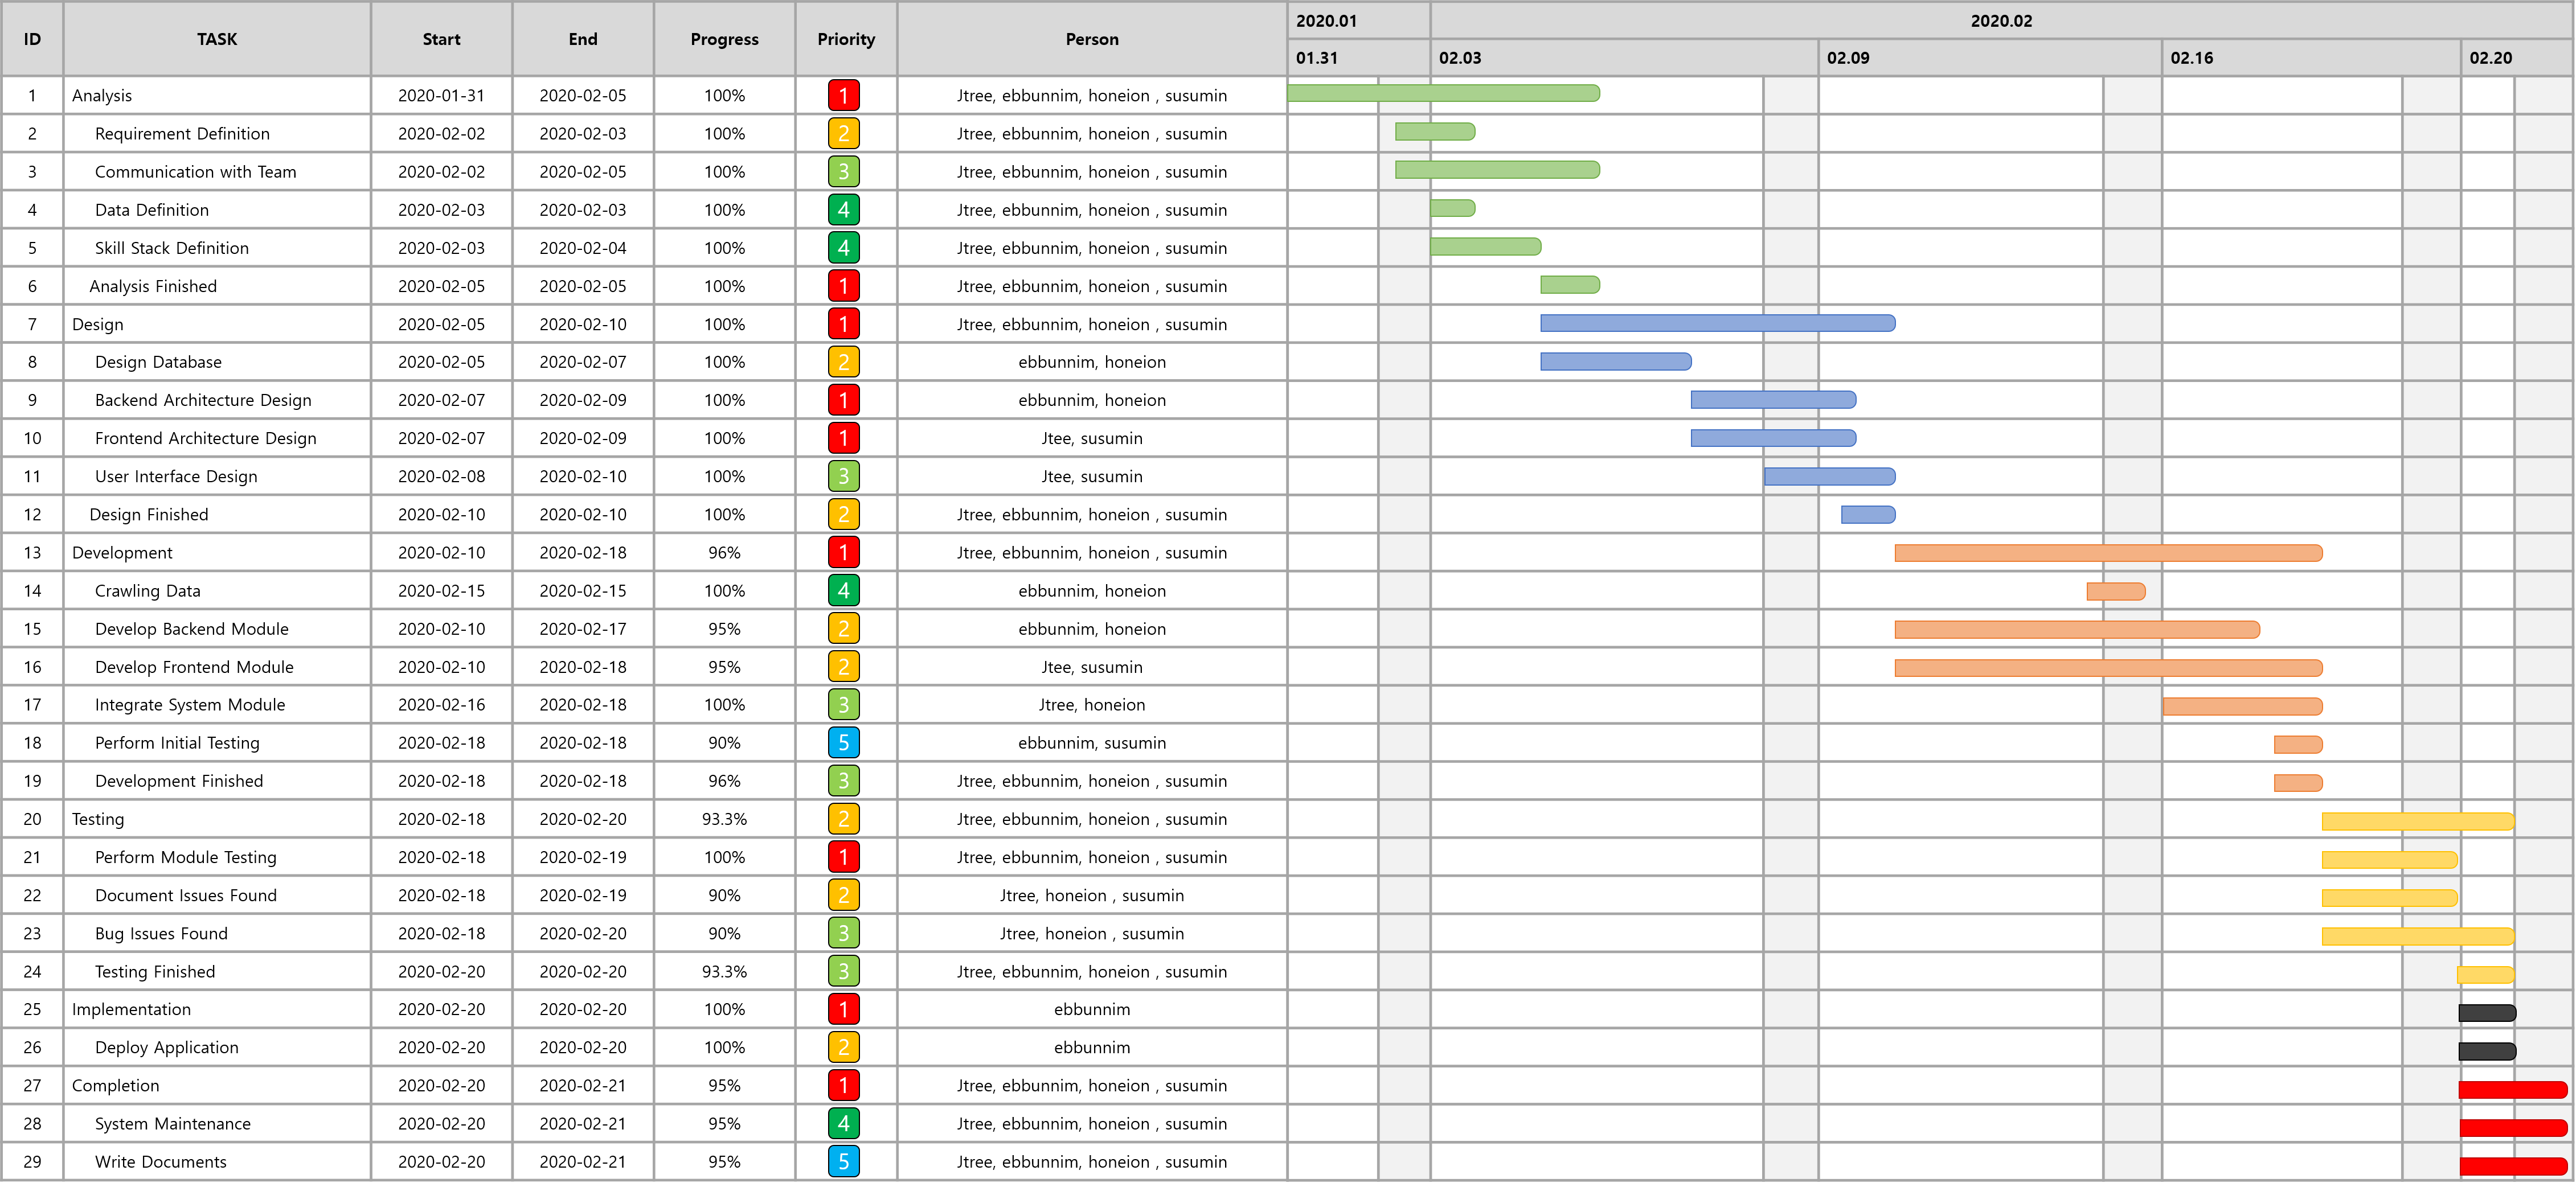 ID TASK Start End Progress Priority Person 2020.01 2020.02
01.31 02.03 02.09 02.16 02.20
1 Analysis 2020-01-31 2020-02-05 100% 1 Jtree, ebbunnim, honeion , susumin
2 Requirement Definition 2020-02-02 2020-02-03 100% 2 Jtree, ebbunnim, honeion , susumin
3 Communication with Team 2020-02-02 2020-02-05 100% 3 Jtree, ebbunnim, honeion , susumin
4 Data Definition 2020-02-03 2020-02-03 100% 4 Jtree, ebbunnim, honeion , susumin
5 Skill Stack Definition 2020-02-03 2020-02-04 100% 4 Jtree, ebbunnim, honeion , susumin
6 Analysis Finished 2020-02-05 2020-02-05 100% 1 Jtree, ebbunnim, honeion , susumin
7 Design 2020-02-05 2020-02-10 100% 1 Jtree, ebbunnim, honeion , susumin
8 Design Database 2020-02-05 2020-02-07 100% 2 ebbunnim, honeion
9 Backend Architecture Design 2020-02-07 2020-02-09 100% 1 ebbunnim, honeion
10 Frontend Architecture Design 2020-02-07 2020-02-09 100% 1 Jtee, susumin
11 User Interface Design 2020-02-08 2020-02-10 100% 3 Jtee, susumin
12 Design Finished 2020-02-10 2020-02-10 100% 2 Jtree, ebbunnim, honeion , susumin
13 Development 2020-02-10 2020-02-18 96% 1 Jtree, ebbunnim, honeion , susumin
14 Crawling Data 2020-02-15 2020-02-15 100% 4 ebbunnim, honeion
15 Develop Backend Module 2020-02-10 2020-02-17 95% 2 ebbunnim, honeion
16 Develop Frontend Module 2020-02-10 2020-02-18 95% 2 Jtee, susumin
17 Integrate System Module 2020-02-16 2020-02-18 100% 3 Jtree, honeion
18 Perform Initial Testing 2020-02-18 2020-02-18 90% 5 ebbunnim, susumin
19 Development Finished 2020-02-18 2020-02-18 96% 3 Jtree, ebbunnim, honeion , susumin
20 Testing 2020-02-18 2020-02-20 93.3% 2 Jtree, ebbunnim, honeion , susumin
21 Perform Module Testing 2020-02-18 2020-02-19 100% 1 Jtree, ebbunnim, honeion , susumin
22 Document Issues Found 2020-02-18 2020-02-19 90% 2 Jtree, honeion , susumin
23 Bug Issues Found 2020-02-18 2020-02-20 90% 3 Jtree, honeion , susumin
24 Testing Finished 2020-02-20 2020-02-20 93.3% 3 Jtree, ebbunnim, honeion , susumin
25 Implementation 2020-02-20 2020-02-20 100% 1 ebbunnim
26 Deploy Application 2020-02-20 2020-02-20 100% 2 ebbunnim
27 Completion 2020-02-20 2020-02-21 95% 1 Jtree, ebbunnim, honeion , susumin
28 System Maintenance 2020-02-20 2020-02-21 95% 4 Jtree, ebbunnim, honeion , susumin
29 Write Documents 2020-02-20 2020-02-21 95% 5 Jtree, ebbunnim, honeion , susumin